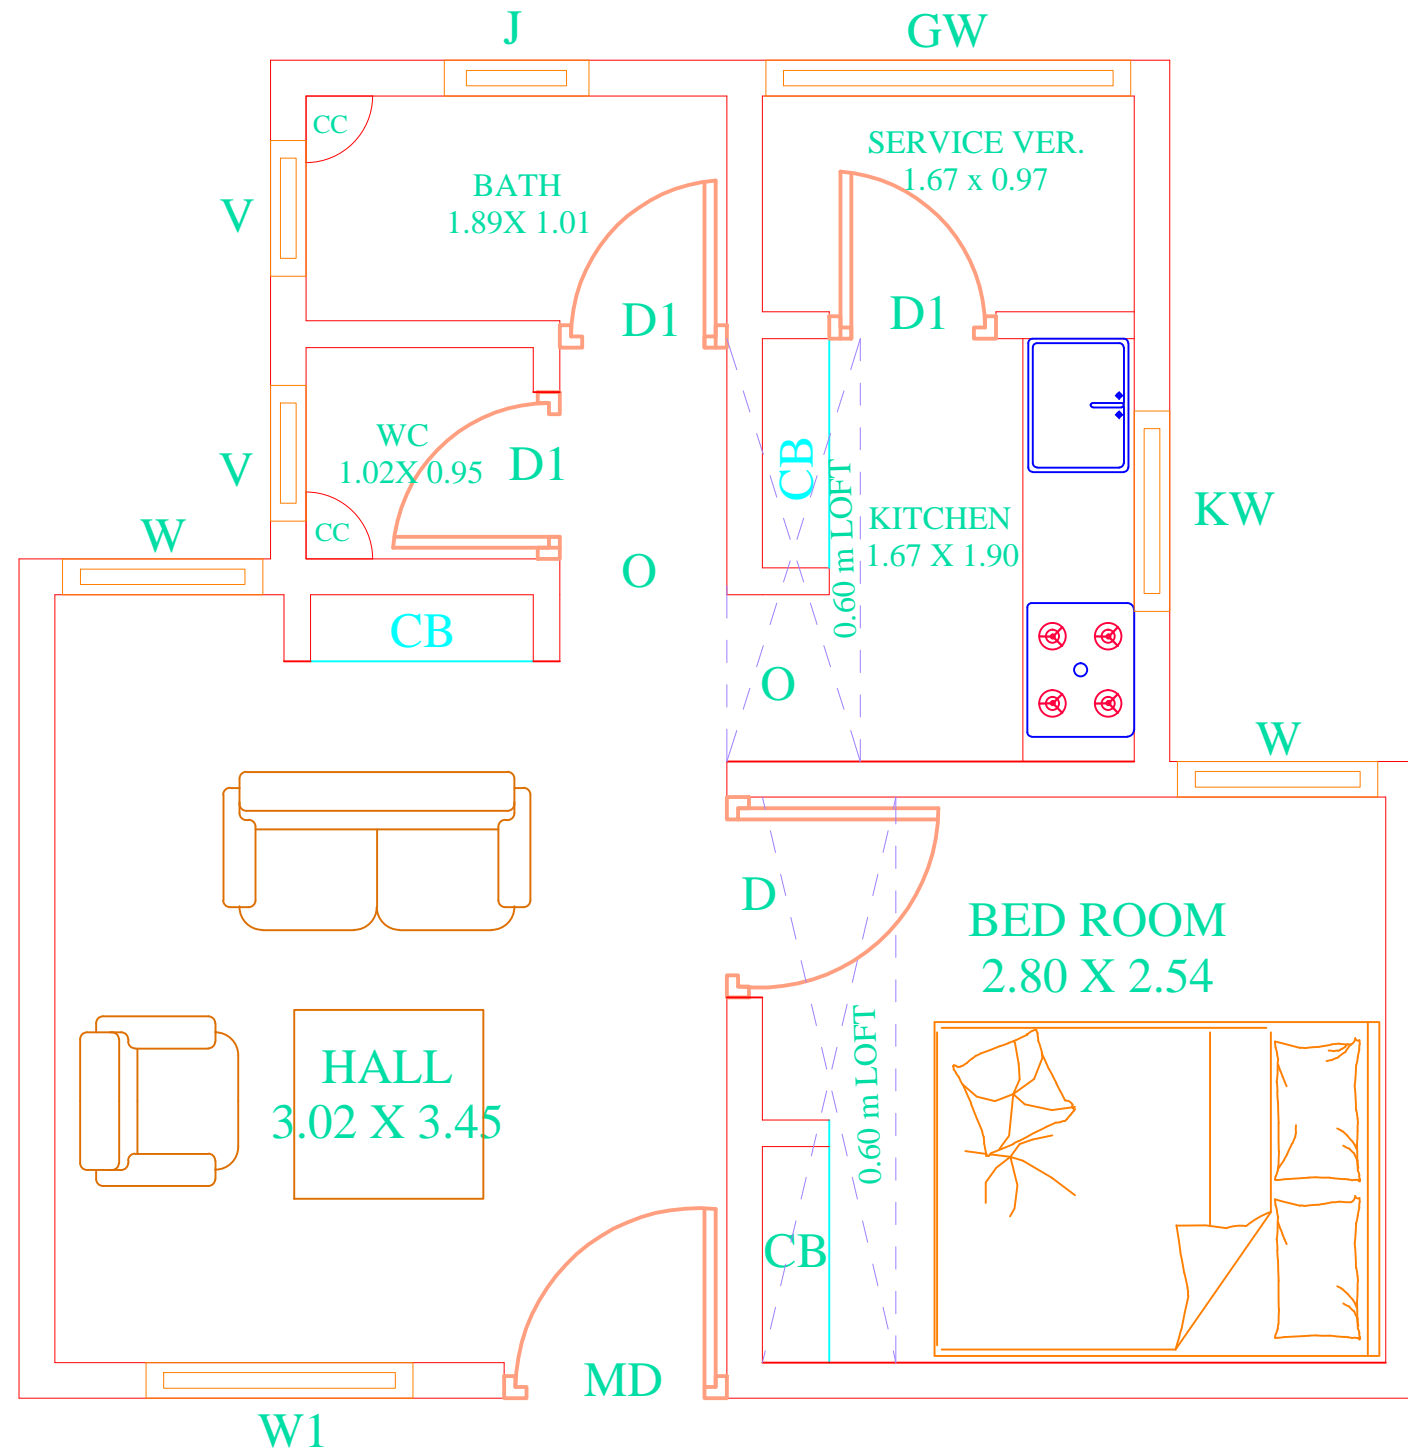 J
GW
CC
SERVICE VER.
1.67 x 0.97
BATH
1.89X 1.01
V
D1
D1
WC
1.02X 0.95
D1
V
CB
0.60 m LOFT
KITCHEN
1.67 X 1.90
KW
CC
W
O
CB
O
W
D
BED ROOM
2.80 X 2.54
HALL
3.02 X 3.45
0.60 m LOFT
CB
MD
W1